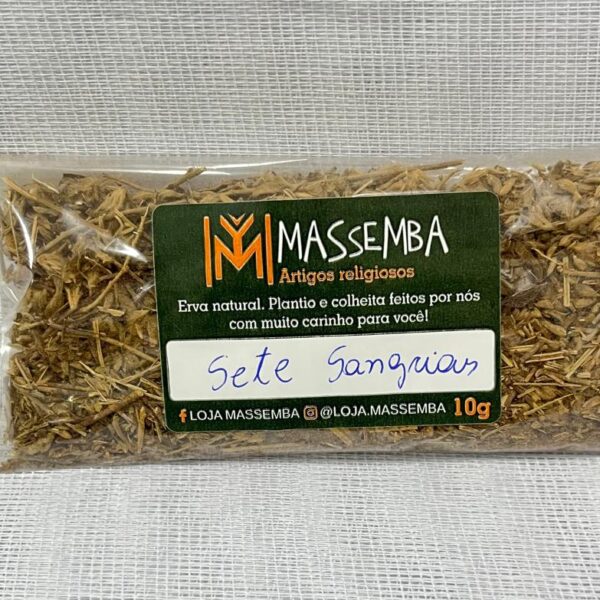 MASSEMBA
Artigos religiosos
Erva natural. Plantio e colheita feitos por nós
com muito carinho para você!
Sete Sangrias
LOJA MASSEMBA @LOJA.MASSEMBA 10g